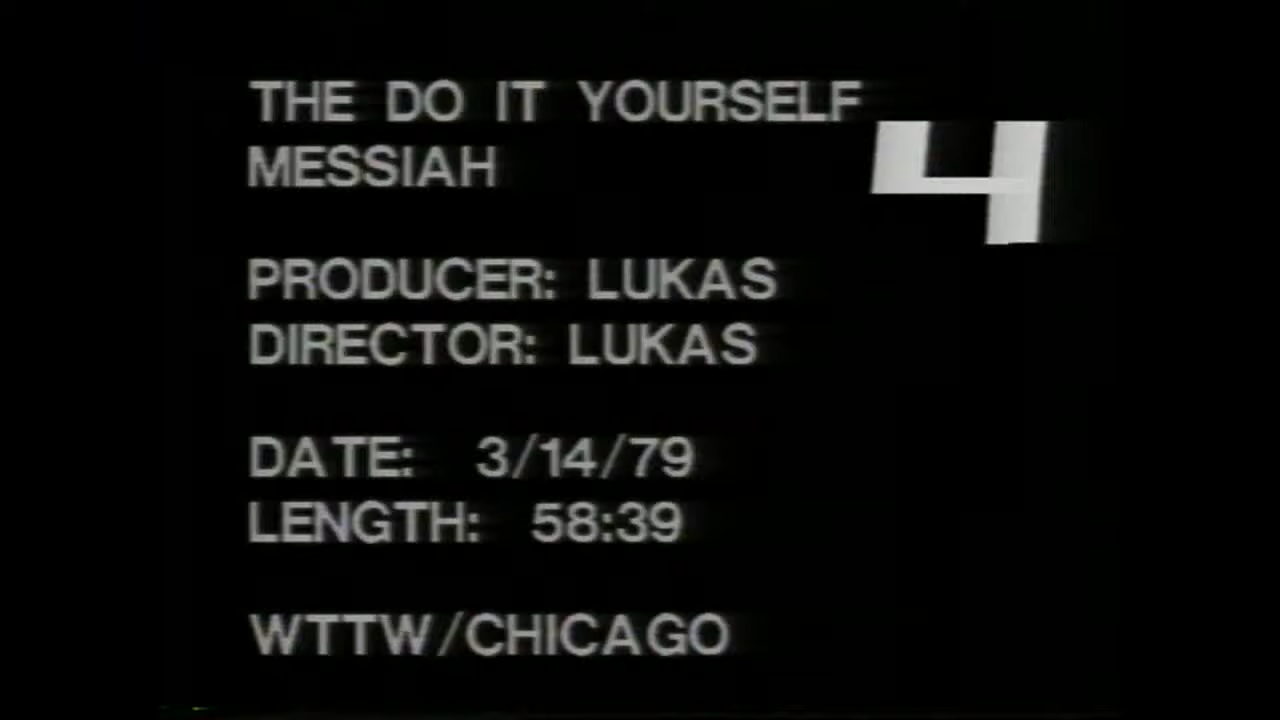 THE DO IT YOURSELF
MESSIAH
4
PRODUCER: LUKAS
DIRECTOR: LUKAS
DATE: 3/14/79
LENGTH: 58:39
WTTW/CHICAGO